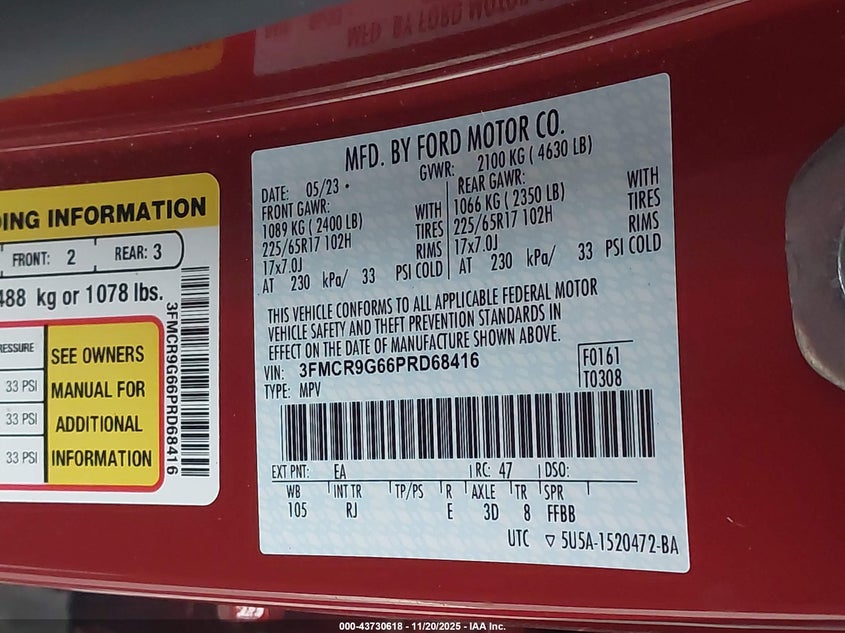 MFD. BY FORD MOTOR CO.
DATE: 05/23 • GVWR: 2100 KG ( 4630 LB)
FRONT GAWR: REAR GAWR:
1089 KG ( 2400 LB) WITH 1066 KG ( 2350 LB) WITH
225/65R17 102H TIRES 225/65R17 102H TIRES
17x7.0J RIMS 17x7.0J RIMS
AT 230 kPa/ 33 PSI COLD AT 230 kPa/ 33 PSI COLD
THIS VEHICLE CONFORMS TO ALL APPLICABLE FEDERAL MOTOR
VEHICLE SAFETY AND THEFT PREVENTION STANDARDS IN
EFFECT ON THE DATE OF MANUFACTURE SHOWN ABOVE.
VIN: 3FMCR9G66PRD68416
TYPE: MPV
F0161
T0308
EXT PNT: EA RC: 47 DSO:
WB INT TR TP/PS R AXLE TR SPR
105 RJ E 3D 8 FFBB
UTC ▽ 5U5A-1520472-BA
ING INFORMATION
FRONT: 2 REAR: 3
488 kg or 1078 lbs.
RESSURE
33 PSI
33 PSI
33 PSI
SEE OWNERS
MANUAL FOR
ADDITIONAL
INFORMATION
3FMCR9G66PRD68416
000-43730618 - 11/20/2025 - IAA Inc.